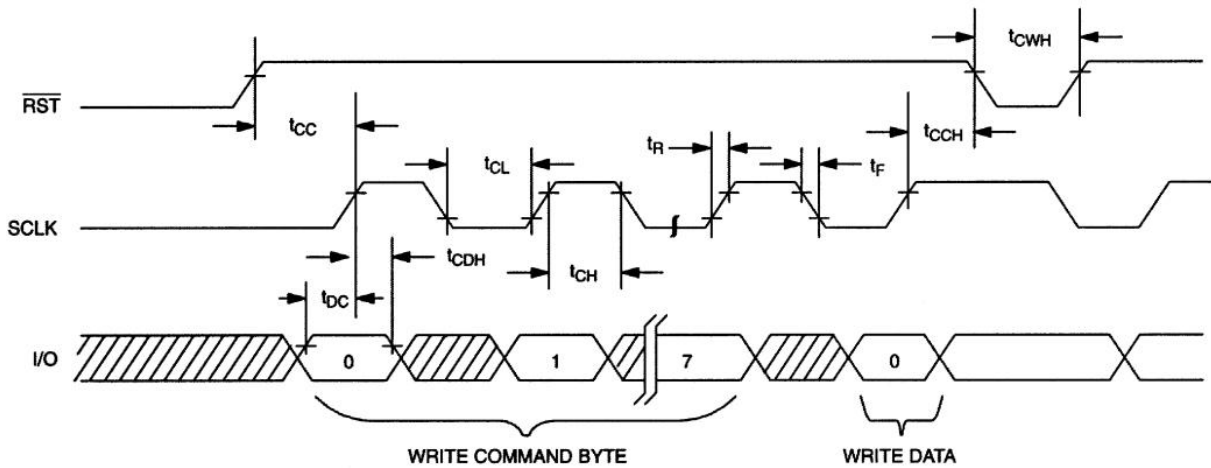 tCWH
RST
tCC
tCCH
tR
tF
tCL
SCLK
tCDH
tCH
tDC
I/O
0
1
7
0
WRITE COMMAND BYTE
WRITE DATA